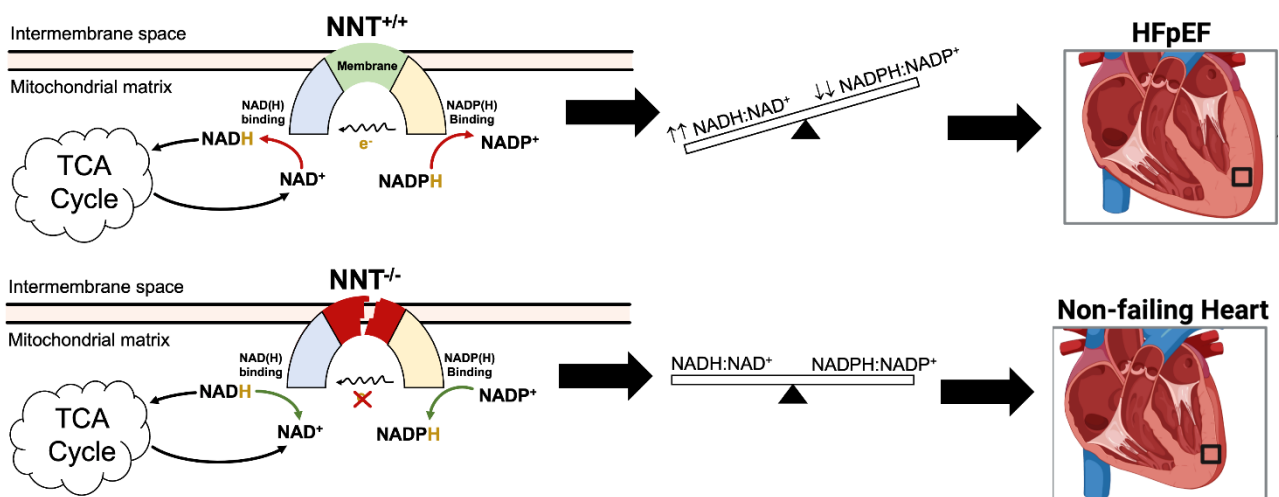 NNT+/+
HFpEF
Intermembrane space
Membrane
Mitochondrial matrix
NAD(H)
binding
NADP(H)
Binding
NADH
e-
NADP+
TCA
Cycle
NAD+
NADPH
↑↑ NADH:NAD+
↓↓ NADPH:NADP+
NNT-/-
Non-failing Heart
Intermembrane space
Mitochondrial matrix
NAD(H)
binding
NADP(H)
Binding
NADH
NADP+
TCA
Cycle
NAD+
NADPH
NADH:NAD+
NADPH:NADP+